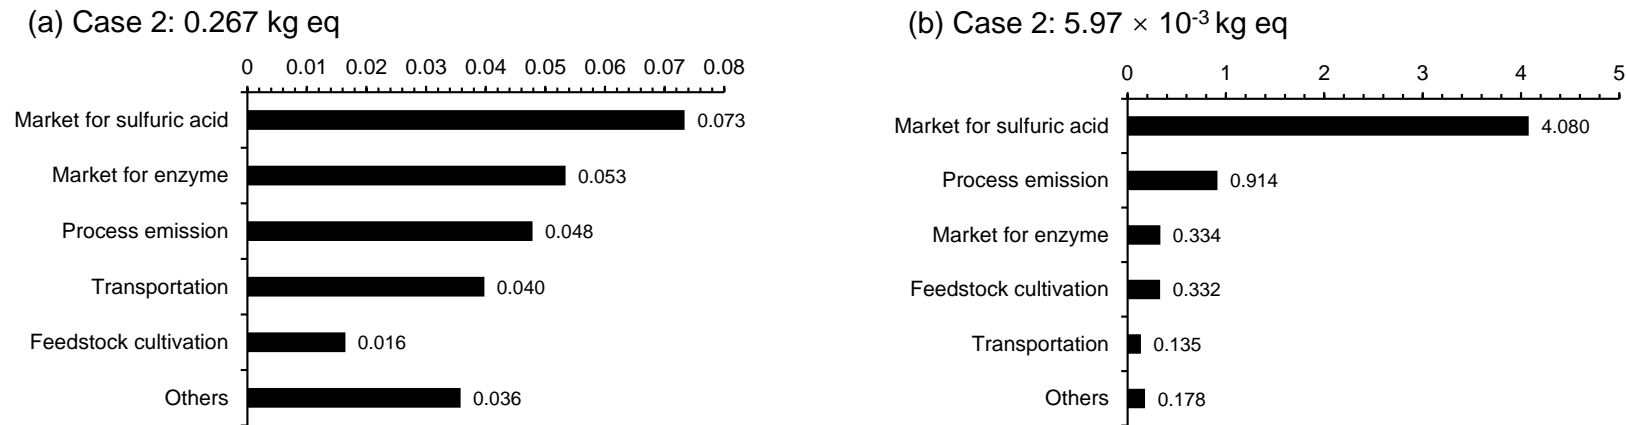 (a) Case 2: 0.267 kg eq
0 0.01 0.02 0.03 0.04 0.05 0.06 0.07 0.08
Market for sulfuric acid 0.073
Market for enzyme 0.053
Process emission 0.048
Transportation 0.040
Feedstock cultivation 0.016
Others 0.036
(b) Case 2: 5.97 × 10-3 kg eq
0 1 2 3 4 5
Market for sulfuric acid 4.080
Process emission 0.914
Market for enzyme 0.334
Feedstock cultivation 0.332
Transportation 0.135
Others 0.178